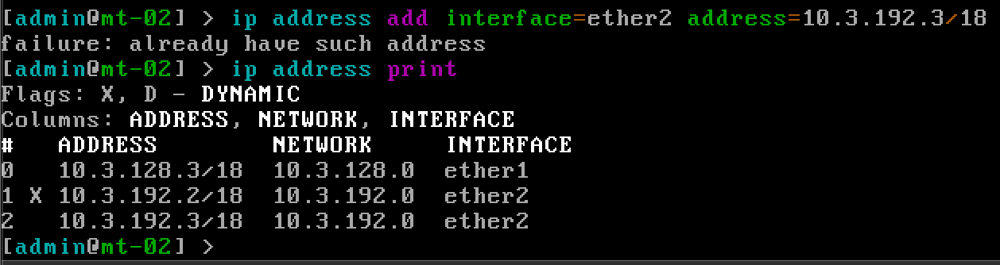 [admin@mt-02] > ip address add interface=ether2 address=10.3.192.3/18
failure: already have such address
[admin@mt-02] > ip address print
Flags: X, D - DYNAMIC
Columns: ADDRESS, NETWORK, INTERFACE
#   ADDRESS        NETWORK     INTERFACE
0   10.3.128.3/18  10.3.128.0  ether1
1 X 10.3.192.2/18  10.3.192.0  ether2
2   10.3.192.3/18  10.3.192.0  ether2
[admin@mt-02] >